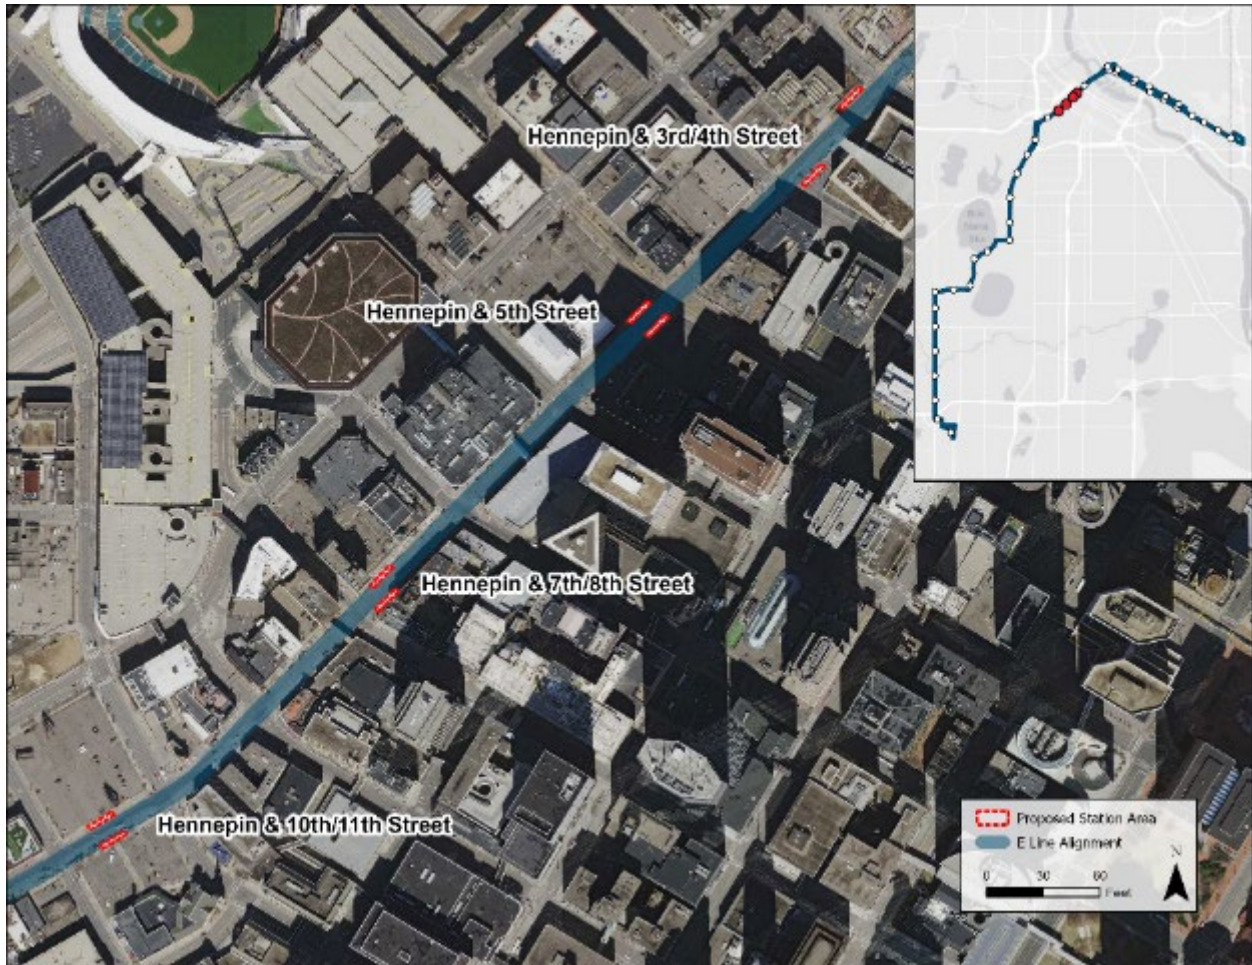 Hennepin & 3rd/4th Street
Hennepin & 5th Street
Hennepin & 7th/8th Street
Hennepin & 10th/11th Street
Proposed Station Area
E Line Alignment
N
0 30 60
Feet